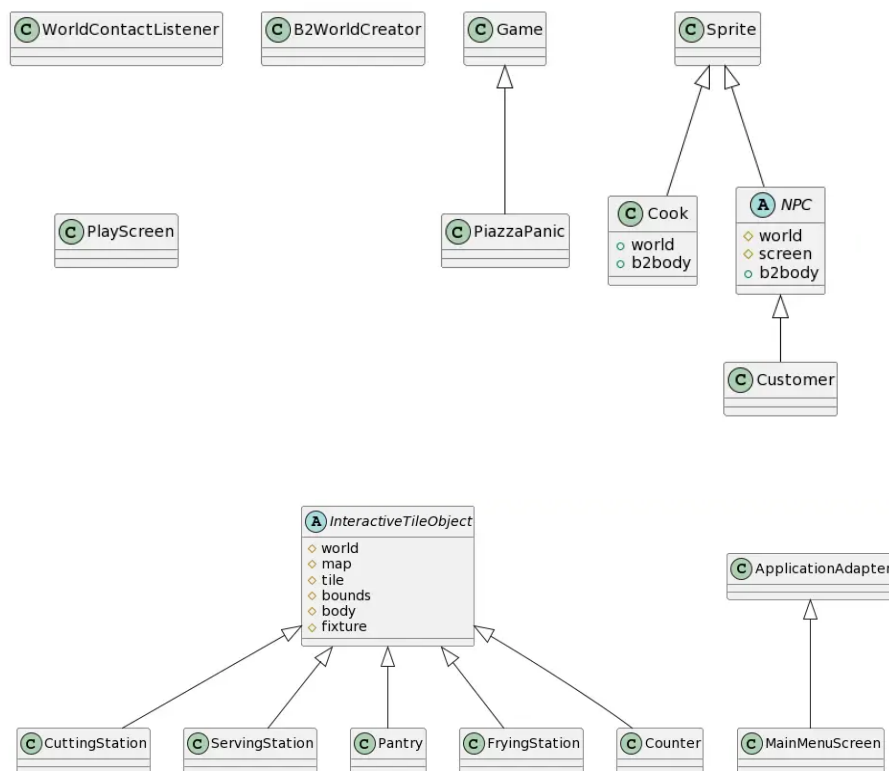 C WorldContactListener
C B2WorldCreator
C Game
C Sprite
C PlayScreen
C PiazzaPanic
C Cook
world
b2body
A NPC
world
screen
b2body
C Customer
A InteractiveTileObject
world
map
tile
bounds
body
fixture
C ApplicationAdapter
C CuttingStation
C ServingStation
C Pantry
C FryingStation
C Counter
C MainMenuScreen